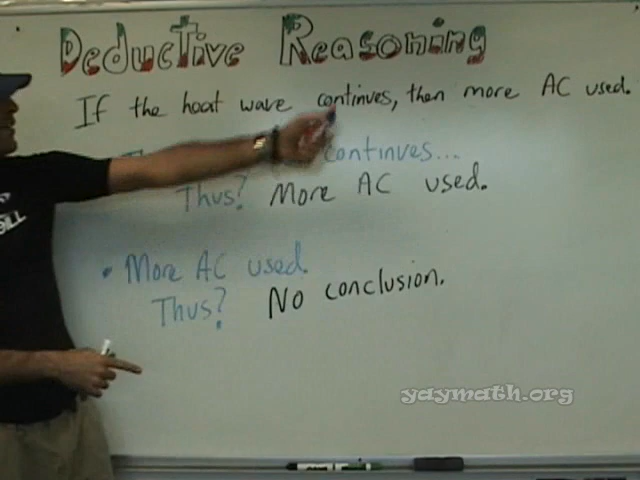 Deductive Reasoning
If the heat wave continues, then more AC used.
continues...
Thus? More AC used.
• More AC used.
Thus? No conclusion.
yaymath.org